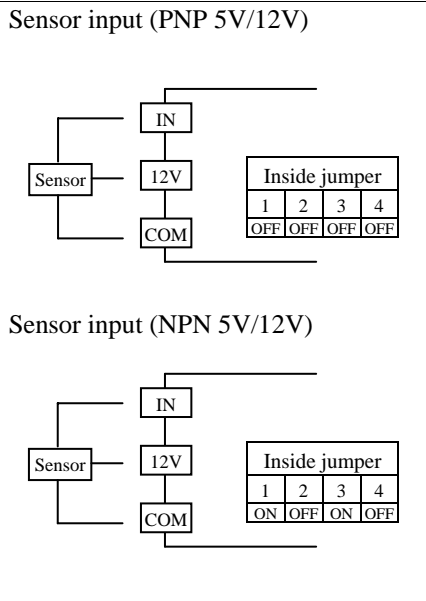 Sensor input (PNP 5V/12V)
IN
Sensor
12V
COM
Inside jumper
1 2 3 4
OFF OFF OFF OFF
Sensor input (NPN 5V/12V)
IN
Sensor
12V
COM
Inside jumper
1 2 3 4
ON OFF ON OFF